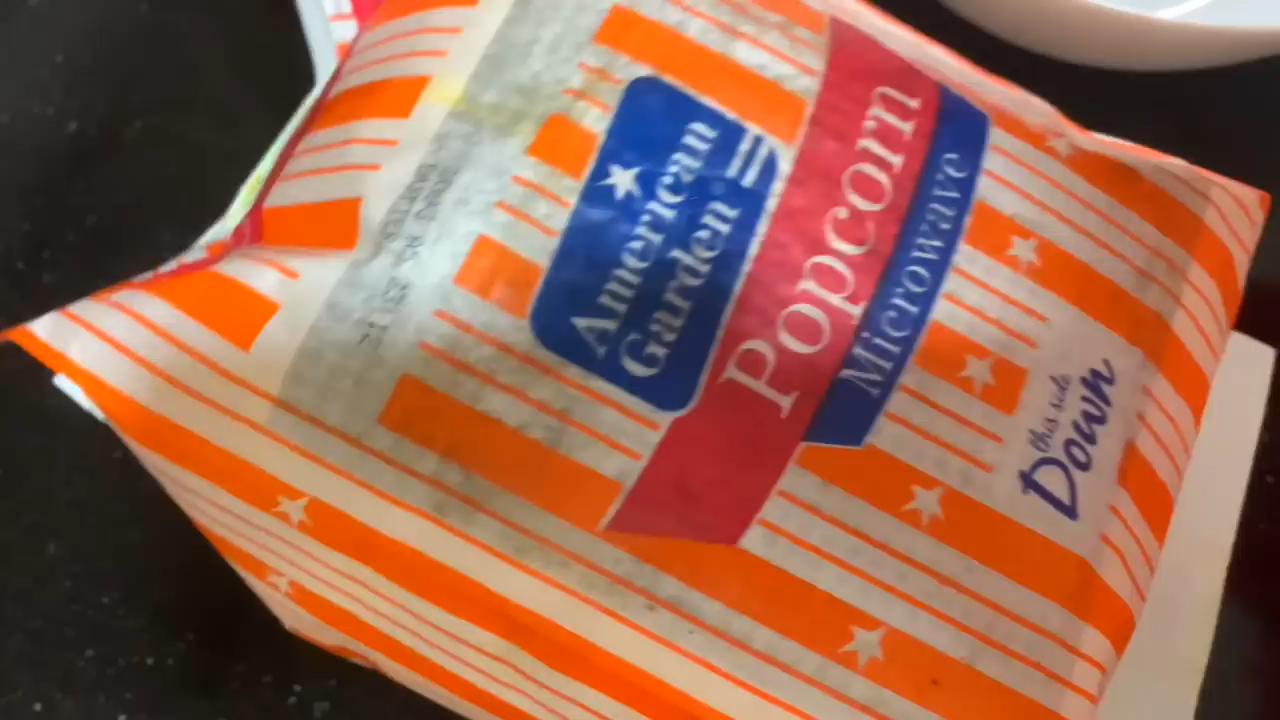 American
Garden
Popcorn
Microwave
this side
Down